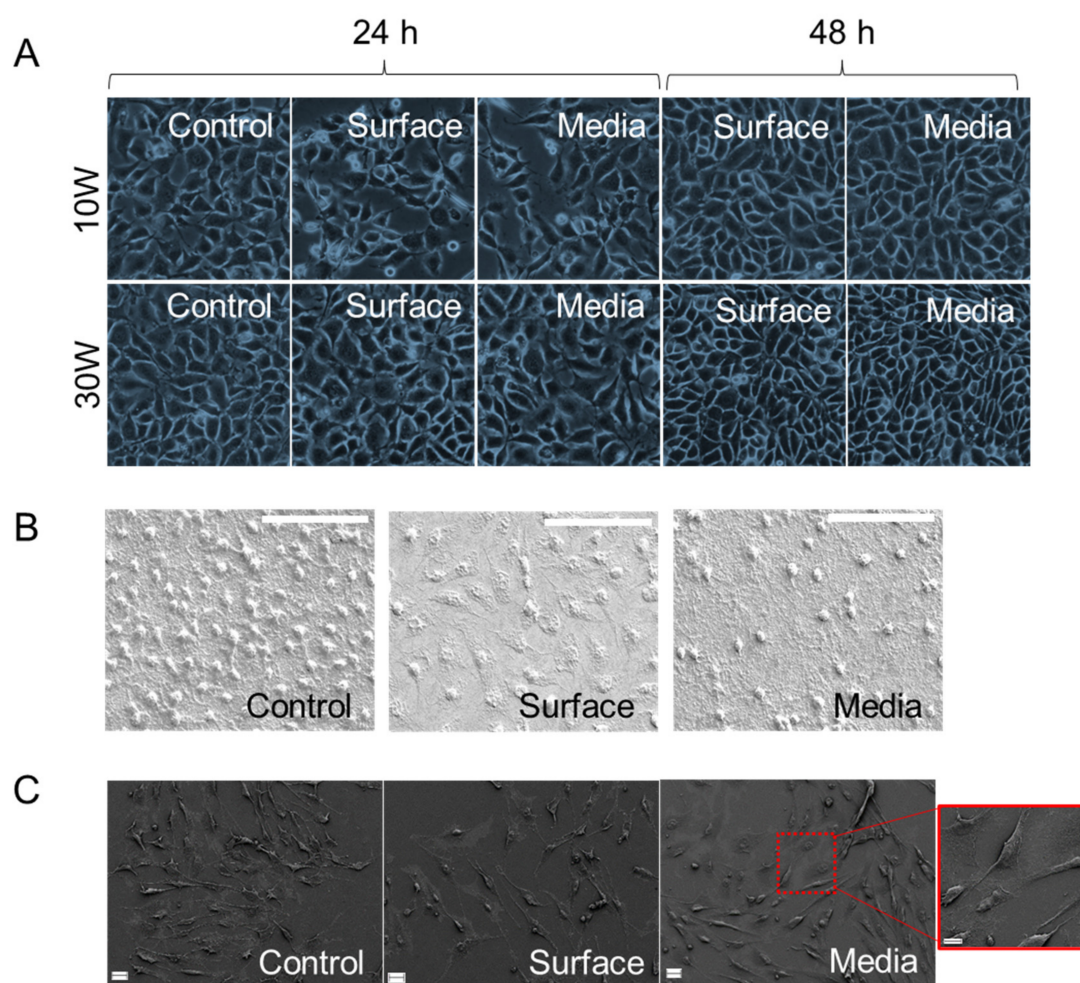 A
24 h
48 h
10W
Control
Surface
Media
Surface
Media
30W
Control
Surface
Media
Surface
Media
B
Control
Surface
Media
C
Control
Surface
Media